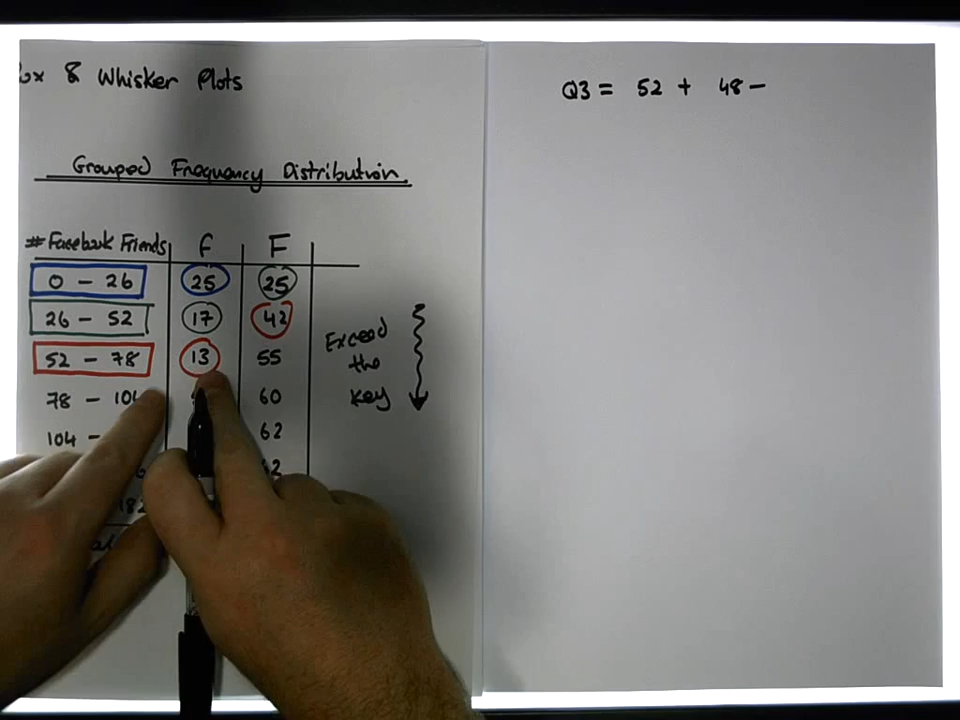 & Whisker Plots
Grouped Frequency Distribution
# Facebook Friends f F
0 - 26 25 25
26 - 52 17 42
52 - 78 13 55
78 - 60
104 - 62
Exceed
the
key
Q3 = 52 + 48 -